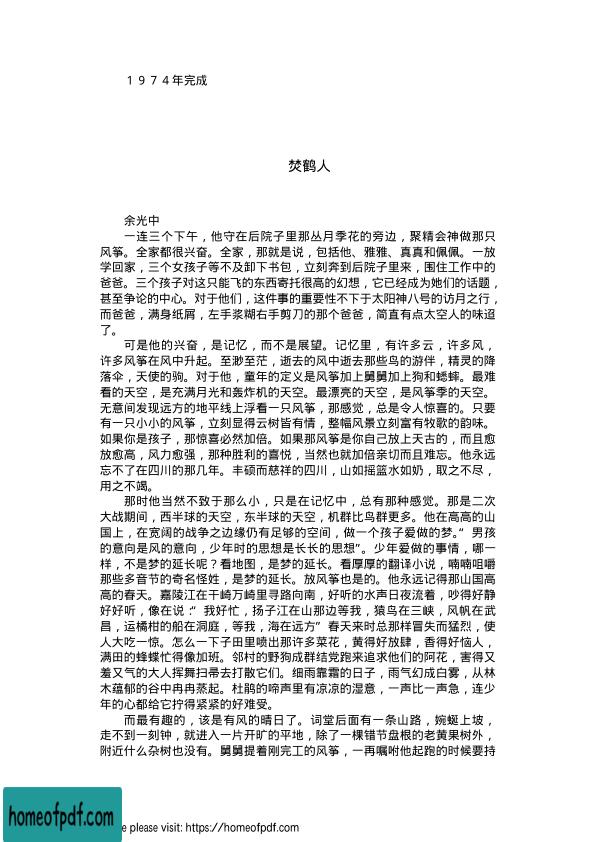 １９７４年完成
焚鹤人
余光中
一连三个下午，他守在后院子里那丛月季花的旁边，聚精会神做那只
风筝。全家都很兴奋。全家，那就是说，包括他、雅雅、真真和佩佩。一放
学回家，三个女孩子等不及卸下书包，立刻奔到后院子里来，围住工作中的
爸爸。三个孩子对这只能飞的东西寄托很高的幻想，它已经成为她们的话题，
甚至争论的中心。对于他们，这件事的重要性不下于太阳神八号的访月之行，
而爸爸，满身纸屑，左手浆糊右手剪刀的那个爸爸，简直有点太空人的味迢
了。
可是他的兴奋，是记忆，而不是展望。记忆里，有许多云，许多风，
许多风筝在风中升起。至渺至茫，逝去的风中逝去那些鸟的游伴，精灵的降
落伞，天使的驹。对于他，童年的定义是风筝加上舅舅加上狗和蟋蟀。最难
看的天空，是充满月光和轰炸机的天空。最漂亮的天空，是风筝季的天空。
无意间发现远方的地平线上浮着一只风筝，那感觉，总是令人惊喜的。只要
有一只小小的风筝，立刻显得云树皆有情，整幅风景立刻富有牧歌的韵味。
如果你是孩子，那惊喜必然加倍。如果那风筝是你自己放上天古的，而且愈
放愈高，风力愈强，那种胜利的喜悦，当然也就加倍亲切而且难忘。他永远
忘不了在四川的那几年。丰硕而慈祥的四川，山如摇篮水如奶，取之不尽，
用之不竭。
那时他当然不致于那么小，只是在记忆中，总有那种感觉。那是二次
大战期间，西半球的天空，东半球的天空，机群比鸟群更多。他在高高的山
国上，在宽阔的战争之边缘仍有足够的空间，做一个孩子爱做的梦。“ 男孩
的意向是风的意向，少年时的思想是长长的思想”。少年爱做的事情，哪一
样，不是梦的延长呢？看地图，是梦的延长。看厚厚的翻译小说，喃喃咀嚼
那些多音节的奇名怪姓，是梦的延长。放风筝也是的。他永远记得那山国高
高的春天。嘉陵江在干崎万崎里寻路向南，好听的水声日夜流着，吵得好静
好好听，像在说：“ 我好忙，扬子江在山那边等我，猿鸟在三峡，风帆在武
昌，运橘柑的船在洞庭，等我，海在远方” 春天来时总那样冒失而猛烈，使
人大吃一惊。怎么一下子田里喷出那许多菜花，黄得好放肆，香得好恼人，
满田的蜂蝶忙得像加班。邻村的野狗成群结党跑来追求他们的阿花，害得又
羞又气的大人挥舞扫帚去打散它们。细雨靠霜的日子，雨气幻成白雾，从林
木蕴郁的谷中冉冉蒸起。杜鹃的啼声里有凉凉的湿意，一声比一声急，连少
年的心都给它拧得紧紧的好难受。
而最有趣的，该是有风的晴日了。词堂后面有一条山路，婉蜒上坡，
走不到一刻钟，就进入一片开旷的平地，除了一棵错节盘根的老黄果树外，
附近什么杂树也没有。舅舅提着刚完工的风筝，一再嘱咐他起跑的时候要持
homeofpdf.com
e please visit: https://homeofpdf.com